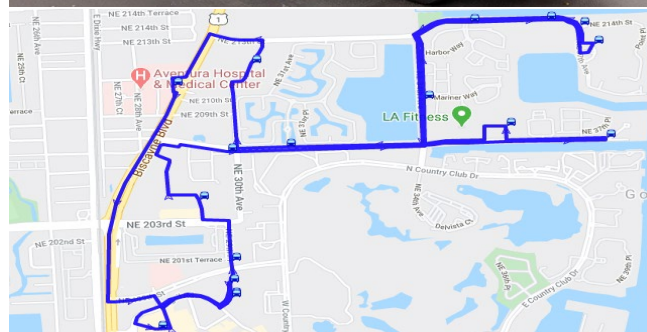 NE 214th Terrace
NE 214th St
NE 213th St
1
E Dixie Hwy
NE 26th Ave
Harbor-Way
NE 214th St
Point Pl
Aventura Hospital
& Medical Center
NE 31st Ave
NE 27th Ct
NE 28th Ave
NE 210th St
NE 209th St
Mariner Way
LA Fitness
NE 37th Pl
Biscayne Blvd
N Country Club Dr
NE 30th Ave
NE 34th Ave
Delvista Ct
NE 203rd St
NE 202nd St
NE 201st Terrace
NE 36th Pl
NE 39th Pl
E Country Club Dr
W Country Club